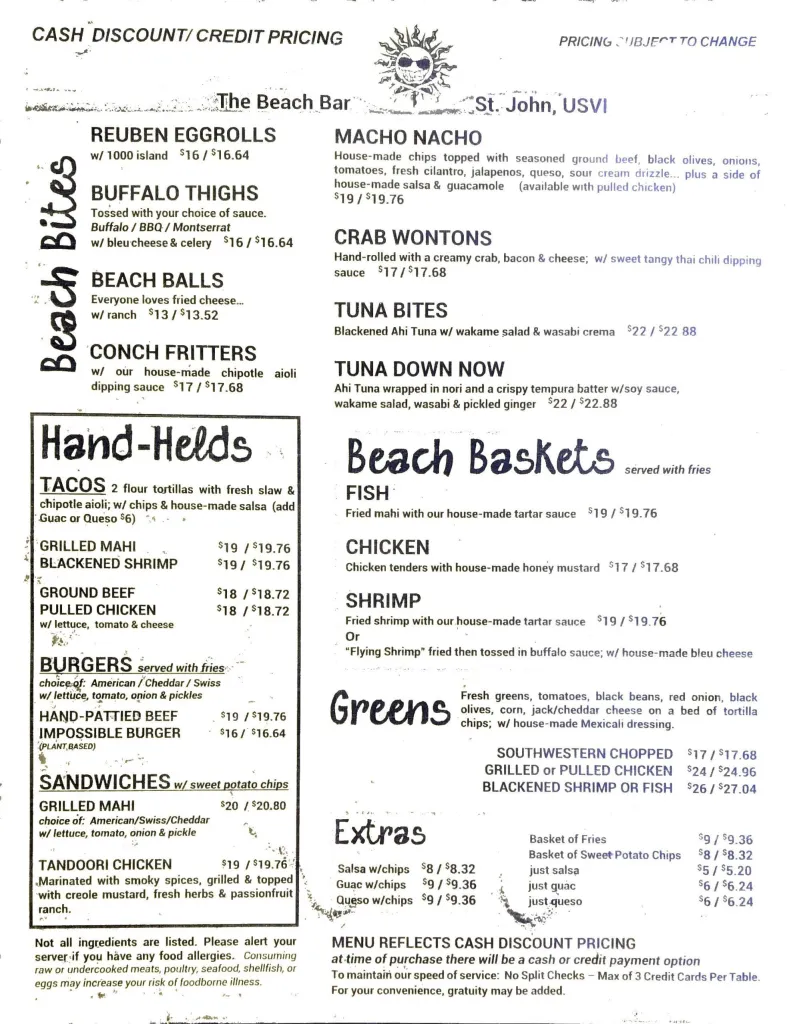 CASH DISCOUNT/ CREDIT PRICING
PRICING SUBJECT TO CHANGE
The Beach Bar
St. John, USVI
Beach Bites
REUBEN EGGROLLS
w/ 1000 island $16 / $16.64
BUFFALO THIGHS
Tossed with your choice of sauce.
Buffalo / BBQ / Montserrat
w/ bleu cheese & celery $16 / $16.64
BEACH BALLS
Everyone loves fried cheese...
w/ ranch $13 / $13.52
CONCH FRITTERS
w/ our house-made chipotle aioli
dipping sauce $17 / $17.68
MACHO NACHO
House-made chips topped with seasoned ground beef, black olives, onions,
tomatoes, fresh cilantro, jalapenos, queso, sour cream drizzle... plus a side of
house-made salsa & guacamole (available with pulled chicken)
$19 / $19.76
CRAB WONTONS
Hand-rolled with a creamy crab, bacon & cheese; w/ sweet tangy thai chili dipping
sauce $17 / $17.68
TUNA BITES
Blackened Ahi Tuna w/ wakame salad & wasabi crema $22 / $22 88
TUNA DOWN NOW
Ahi Tuna wrapped in nori and a crispy tempura batter w/soy sauce,
wakame salad, wasabi & pickled ginger $22 / $22.88
Hand-Helds
TACOS 2 flour tortillas with fresh slaw &
chipotle aioli; w/ chips & house-made salsa (add
Guac or Queso $6)
GRILLED MAHI $19 / $19.76
BLACKENED SHRIMP $19 / $19.76
GROUND BEEF $18 / $18.72
PULLED CHICKEN $18 / $18.72
w/ lettuce, tomato & cheese
BURGERS served with fries
choice of: American / Cheddar / Swiss
w/ lettuce, tomato, onion & pickles
HAND-PATTIED BEEF $19 / $19.76
IMPOSSIBLE BURGER $16 / $16.64
(PLANT BASED)
SANDWICHES w/ sweet potato chips
GRILLED MAHI $20 / $20.80
choice of: American/Swiss/Cheddar
w/ lettuce, tomato, onion & pickle
TANDOORI CHICKEN $19 / $19.76
Marinated with smoky spices, grilled & topped
with creole mustard, fresh herbs & passionfruit
ranch.
Beach Baskets served with fries
FISH
Fried mahi with our house-made tartar sauce $19 / $19.76
CHICKEN
Chicken tenders with house-made honey mustard $17 / $17.68
SHRIMP
Fried shrimp with our house-made tartar sauce $19 / $19.76
Or
"Flying Shrimp" fried then tossed in buffalo sauce; w/ house-made bleu cheese
Greens
Fresh greens, tomatoes, black beans, red onion, black
olives, corn, jack/cheddar cheese on a bed of tortilla
chips; w/ house-made Mexicali dressing.
SOUTHWESTERN CHOPPED $17 / $17.68
GRILLED or PULLED CHICKEN $24 / $24.96
BLACKENED SHRIMP OR FISH $26 / $27.04
Extras
Salsa w/chips $8 / $8.32
Guac w/chips $9 / $9.36
Queso w/chips $9 / $9.36
Basket of Fries $9 / $9.36
Basket of Sweet Potato Chips $8 / $8.32
just salsa $5 / $5.20
just guac $6 / $6.24
just queso $6 / $6.24
Not all ingredients are listed. Please alert your
server if you have any food allergies. Consuming
raw or undercooked meats, poultry, seafood, shellfish, or
eggs may increase your risk of foodborne illness.
MENU REFLECTS CASH DISCOUNT PRICING
at time of purchase there will be a cash or credit payment option
To maintain our speed of service: No Split Checks – Max of 3 Credit Cards Per Table.
For your convenience, gratuity may be added.